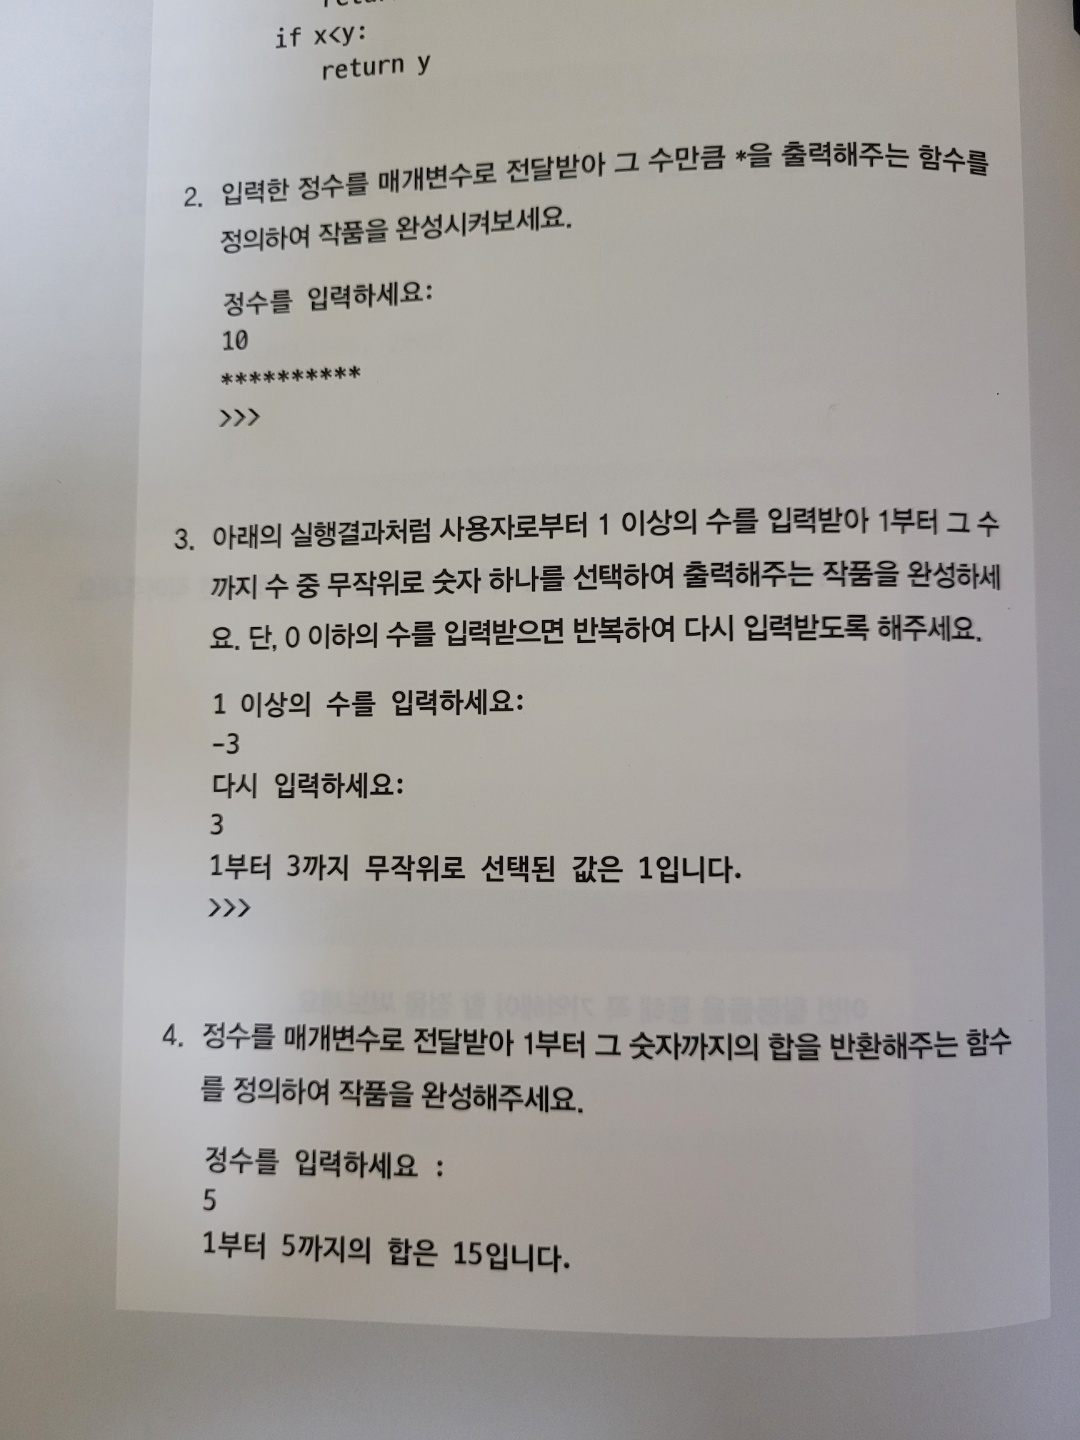 if x<y:
return y
2. 입력한 정수를 매개변수로 전달받아 그 수만큼 *을 출력해주는 함수를
정의하여 작품을 완성시켜보세요.
정수를 입력하세요:
10
**********
>>>
3. 아래의 실행결과처럼 사용자로부터 1 이상의 수를 입력받아 1부터 그 수
까지 수 중 무작위로 숫자 하나를 선택하여 출력해주는 작품을 완성하세
요. 단, 0 이하의 수를 입력받으면 반복하여 다시 입력받도록 해주세요.
1 이상의 수를 입력하세요:
-3
다시 입력하세요:
3
1부터 3까지 무작위로 선택된 값은 1입니다.
>>>
4. 정수를 매개변수로 전달받아 1부터 그 숫자까지의 합을 반환해주는 함수
를 정의하여 작품을 완성해주세요.
정수를 입력하세요 :
5
1부터 5까지의 합은 15입니다.